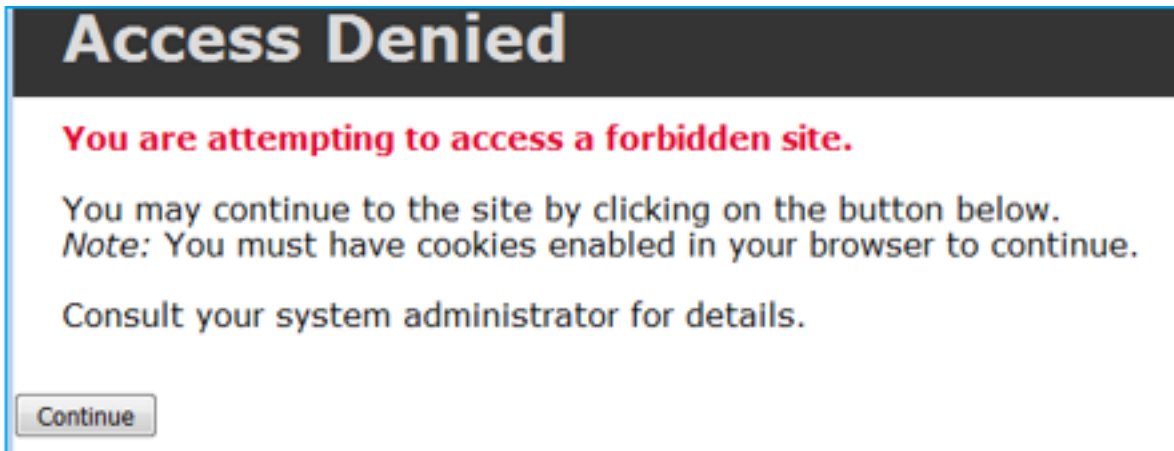 Access Denied
You are attempting to access a forbidden site.
You may continue to the site by clicking on the button below.
Note: You must have cookies enabled in your browser to continue.
Consult your system administrator for details.
Continue